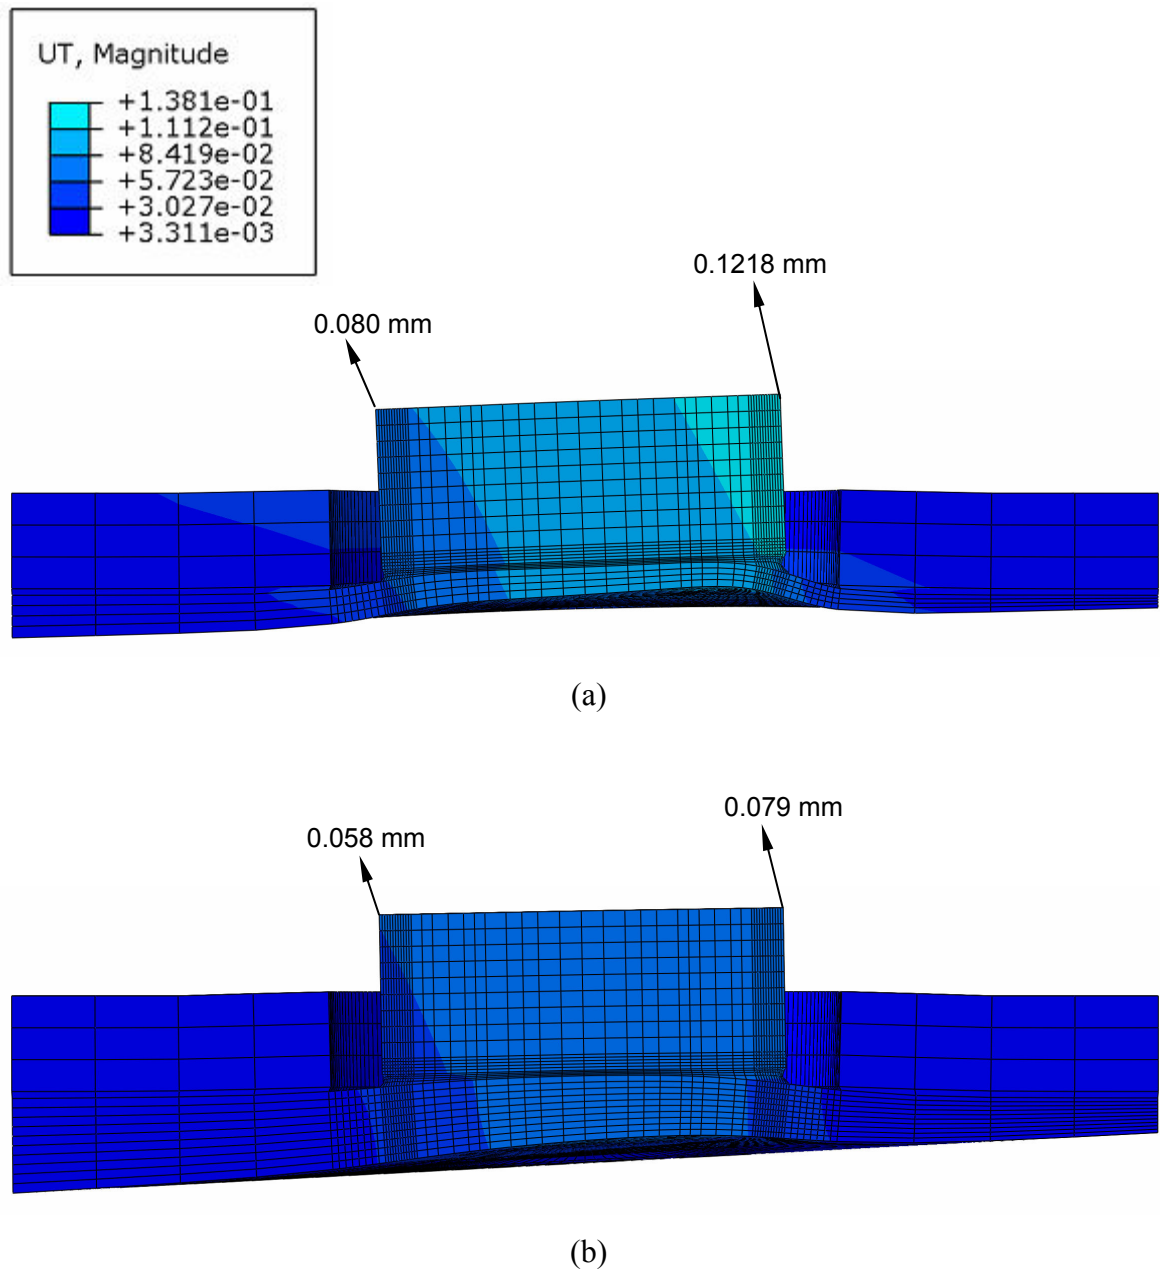 UT, Magnitude
+1.381e-01
+1.112e-01
+8.419e-02
+5.723e-02
+3.027e-02
+3.311e-03
0.1218 mm
0.080 mm
(a)
0.079 mm
0.058 mm
(b)